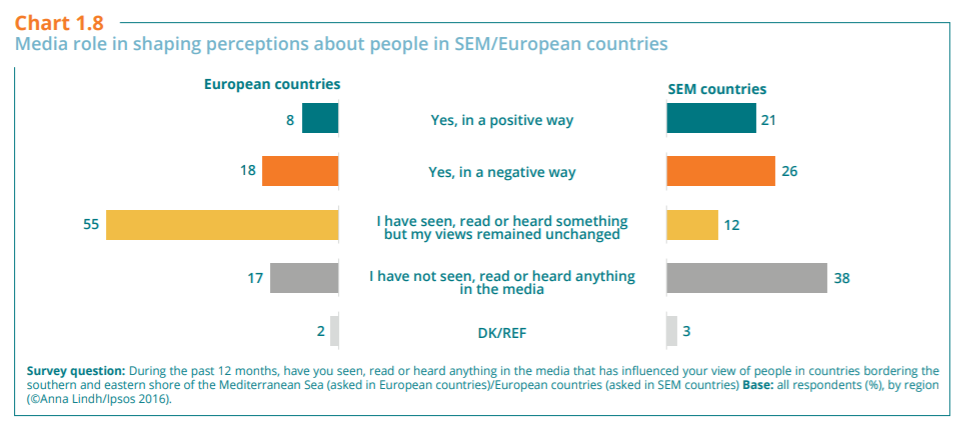 Chart 1.8
Media role in shaping perceptions about people in SEM/European countries
European countries
SEM countries
8
Yes, in a positive way
21
18
Yes, in a negative way
26
55
I have seen, read or heard something
but my views remained unchanged
12
17
I have not seen, read or heard anything
in the media
38
2
DK/REF
3
Survey question: During the past 12 months, have you seen, read or heard anything in the media that has influenced your view of people in countries bordering the
southern and eastern shore of the Mediterranean Sea (asked in European countries)/European countries (asked in SEM countries) Base: all respondents (%), by region
(©Anna Lindh/Ipsos 2016).